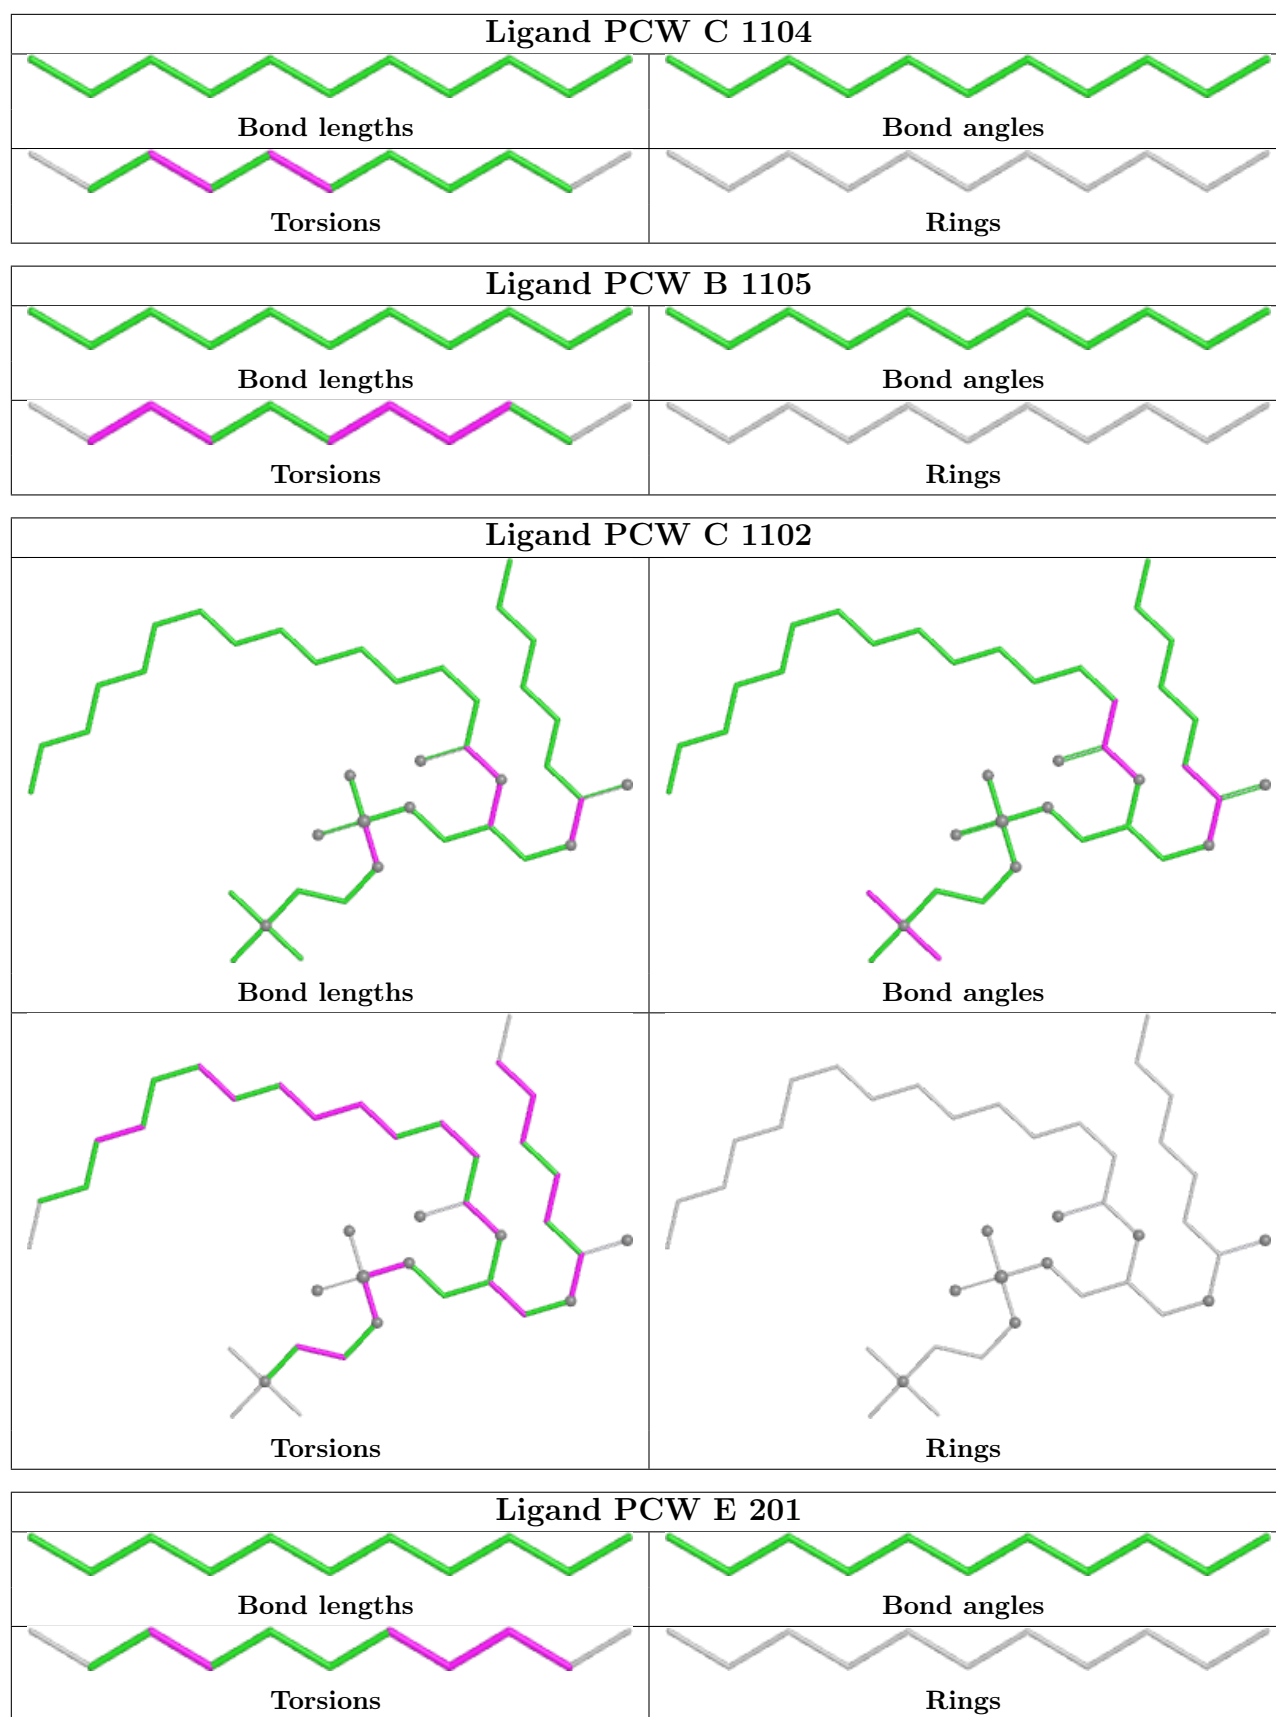 Ligand PCW C 1104
Bond lengths
Bond angles
Torsions
Rings
Ligand PCW B 1105
Bond lengths
Bond angles
Torsions
Rings
Ligand PCW C 1102
Bond lengths
Bond angles
Torsions
Rings
Ligand PCW E 201
Bond lengths
Bond angles
Torsions
Rings